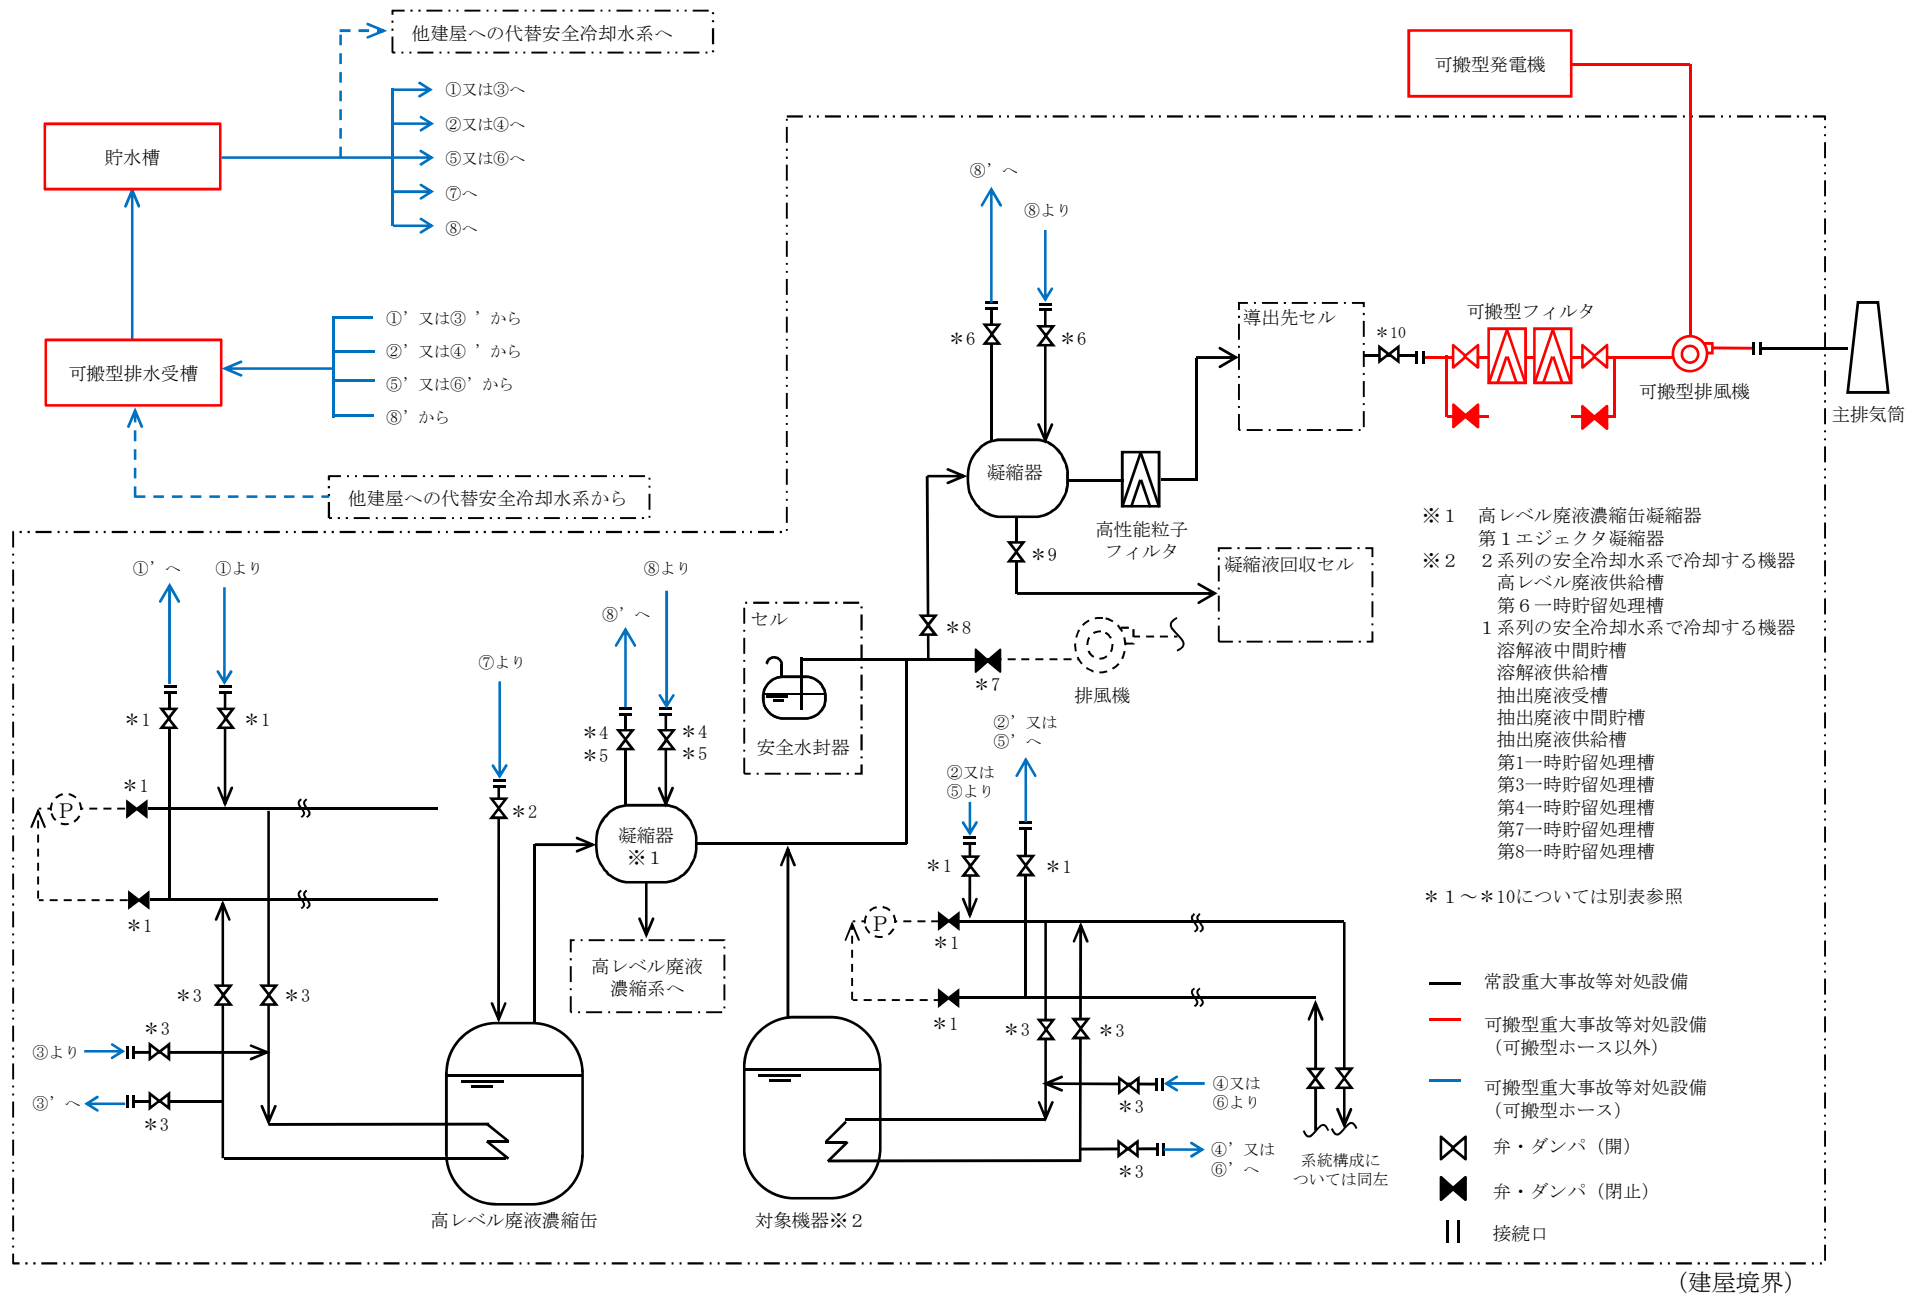 他建屋への代替安全冷却水系へ
①又は③へ
②又は④へ
⑤又は⑥へ
⑦へ
⑧へ
貯水槽
可搬型排水受槽
①’又は③ ’から
②’又は④ ’から
⑤’又は⑥’から
⑧’から
他建屋への代替安全冷却水系から
可搬型発電機
⑧’へ
⑧より
*6
*6
凝縮器
高性能粒子
フィルタ
導出先セル
*10
可搬型フィルタ
可搬型排風機
主排気筒
*9
凝縮液回収セル
*8
*7
排風機
セル
安全水封器
①’へ
①より
*1
*1
*1
P
*1
*3
*3
*3
③より
③’へ
*3
⑦より
*2
⑧より
⑧’へ
*4
*5
*4
*5
凝縮器
※1
高レベル廃液
濃縮系へ
高レベル廃液濃縮缶
②’又は
⑤’へ
②又は
⑤より
*1
*1
P
*1
*1
*3
*3
④又は
⑥より
*3
④’又は
⑥’へ
*3
対象機器※2
系統構成に
ついては同左
※1 高レベル廃液濃縮缶凝縮器
第1エジェクタ凝縮器
※2 2系列の安全冷却水系で冷却する機器
高レベル廃液供給槽
第6一時貯留処理槽
1系列の安全冷却水系で冷却する機器
溶解液中間貯槽
溶解液供給槽
抽出廃液受槽
抽出廃液中間貯槽
抽出廃液供給槽
第1一時貯留処理槽
第3一時貯留処理槽
第4一時貯留処理槽
第7一時貯留処理槽
第8一時貯留処理槽
*1~*10については別表参照
常設重大事故等対処設備
可搬型重大事故等対処設備
(可搬型ホース以外)
可搬型重大事故等対処設備
(可搬型ホース)
弁・ダンパ(開)
弁・ダンパ(閉止)
接続口
(建屋境界)